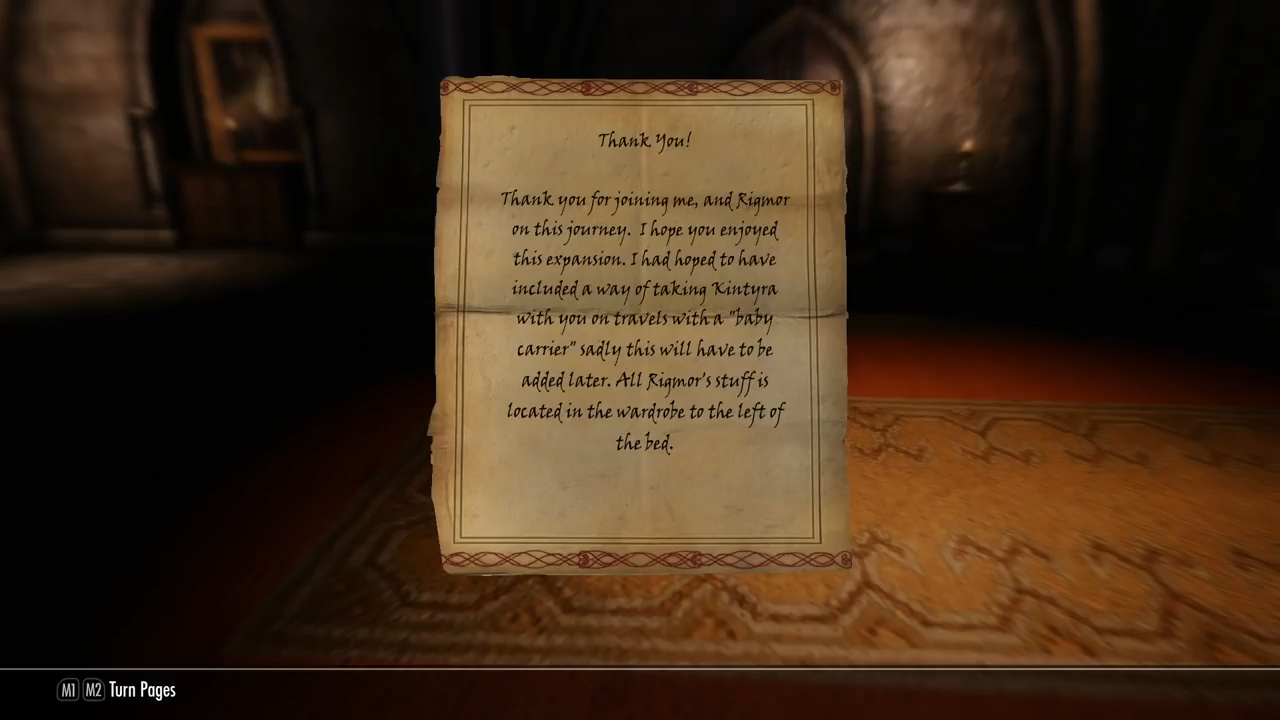 Thank You!
Thank you for joining me, and Rigmor
on this journey. I hope you enjoyed
this expansion. I had hoped to have
included a way of taking Kintyra
with you on travels with a "baby
carrier" sadly this will have to be
added later. All Rigmor's stuff is
located in the wardrobe to the left of
the bed.
M1 M2 Turn Pages